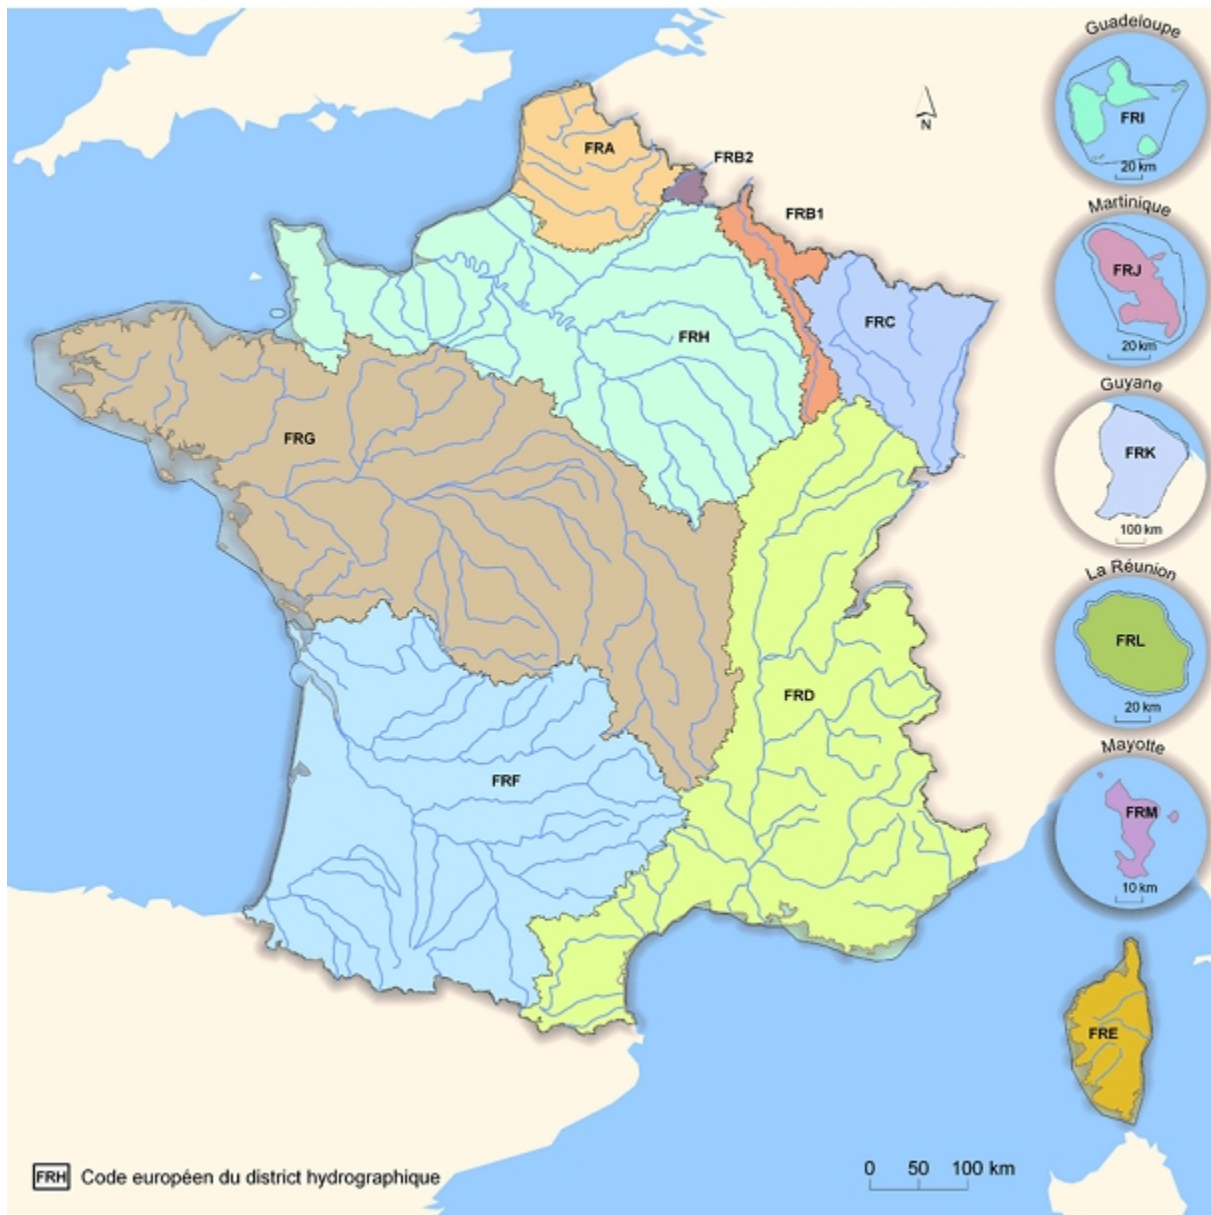 Guadeloupe
FRI
20 km
N
FRA
FRB2
FRB1
Martinique
FRJ
20 km
FRH
FRC
Guyane
FRK
100 km
FRG
La Réunion
FRL
20 km
FRD
Mayotte
FRM
10 km
FRF
FRE
FRH Code européen du district hydrographique
0 50 100 km